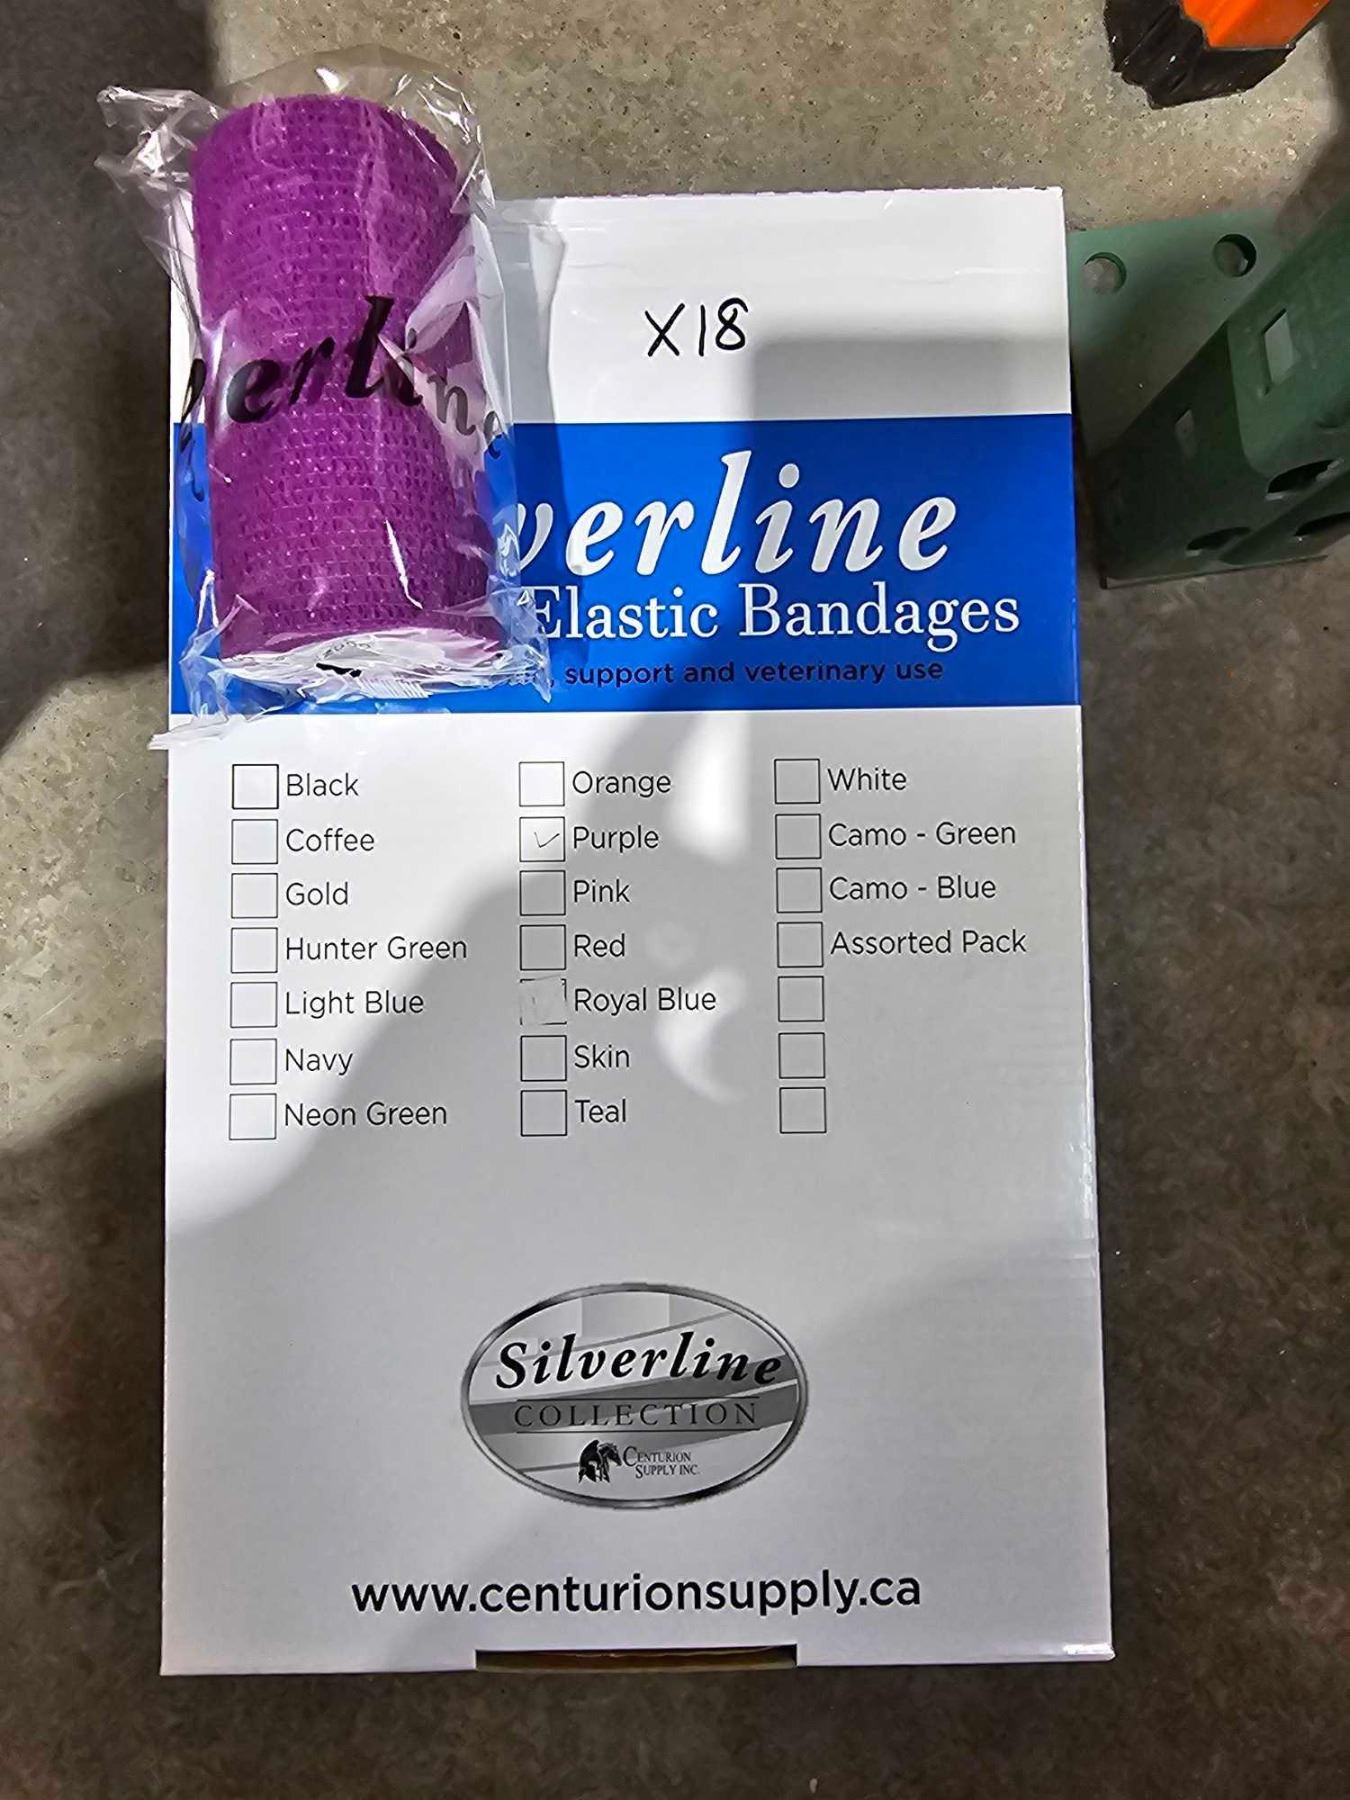 X18
erline
verline
Elastic Bandages
, support and veterinary use
Black
Coffee
Gold
Hunter Green
Light Blue
Navy
Neon Green
Orange
Purple
Pink
Red
Royal Blue
Skin
Teal
White
Camo - Green
Camo - Blue
Assorted Pack
Silverline
COLLECTION
CENTURION
SUPPLY INC.
www.centurionsupply.ca